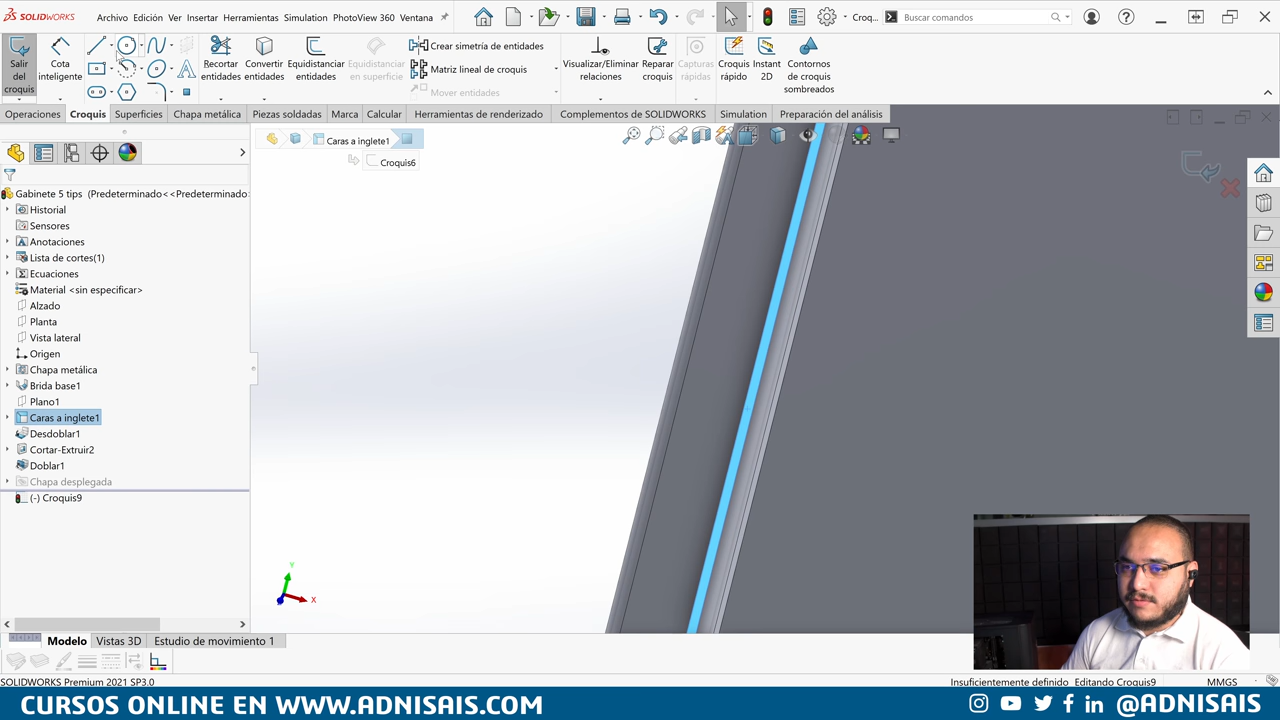 SOLIDWORKS
Archivo Edición Ver Insertar Herramientas Simulation PhotoView 360 Ventana
Croq...
Buscar comandos
Salir del croquis
Cota inteligente
Recortar entidades
Convertir entidades
Equidistanciar entidades
Equidistanciar en superficie
Crear simetría de entidades
Matriz lineal de croquis
Mover entidades
Visualizar/Eliminar relaciones
Reparar croquis
Capturas rápidas
Croquis rápido
Instant 2D
Contornos de croquis sombreados
Operaciones Croquis Superficies Chapa metálica Piezas soldadas Marca Calcular Herramientas de renderizado Complementos de SOLIDWORKS Simulation Preparación del análisis
Caras a inglete1
Croquis6
Gabinete 5 tips (Predeterminado<<Predeterminado>
Historial
Sensores
Anotaciones
Lista de cortes(1)
Ecuaciones
Material <sin especificar>
Alzado
Planta
Vista lateral
Origen
Chapa metálica
Brida base1
Plano1
Caras a inglete1
Desdoblar1
Cortar-Extruir2
Doblar1
Chapa desplegada
(-) Croquis9
Y
X
Modelo Vistas 3D Estudio de movimiento 1
SOLIDWORKS Premium 2021 SP3.0
Insuficientemente definido Editando Croquis9 MMGS
CURSOS ONLINE EN WWW.ADNISAIS.COM
@ADNISAIS